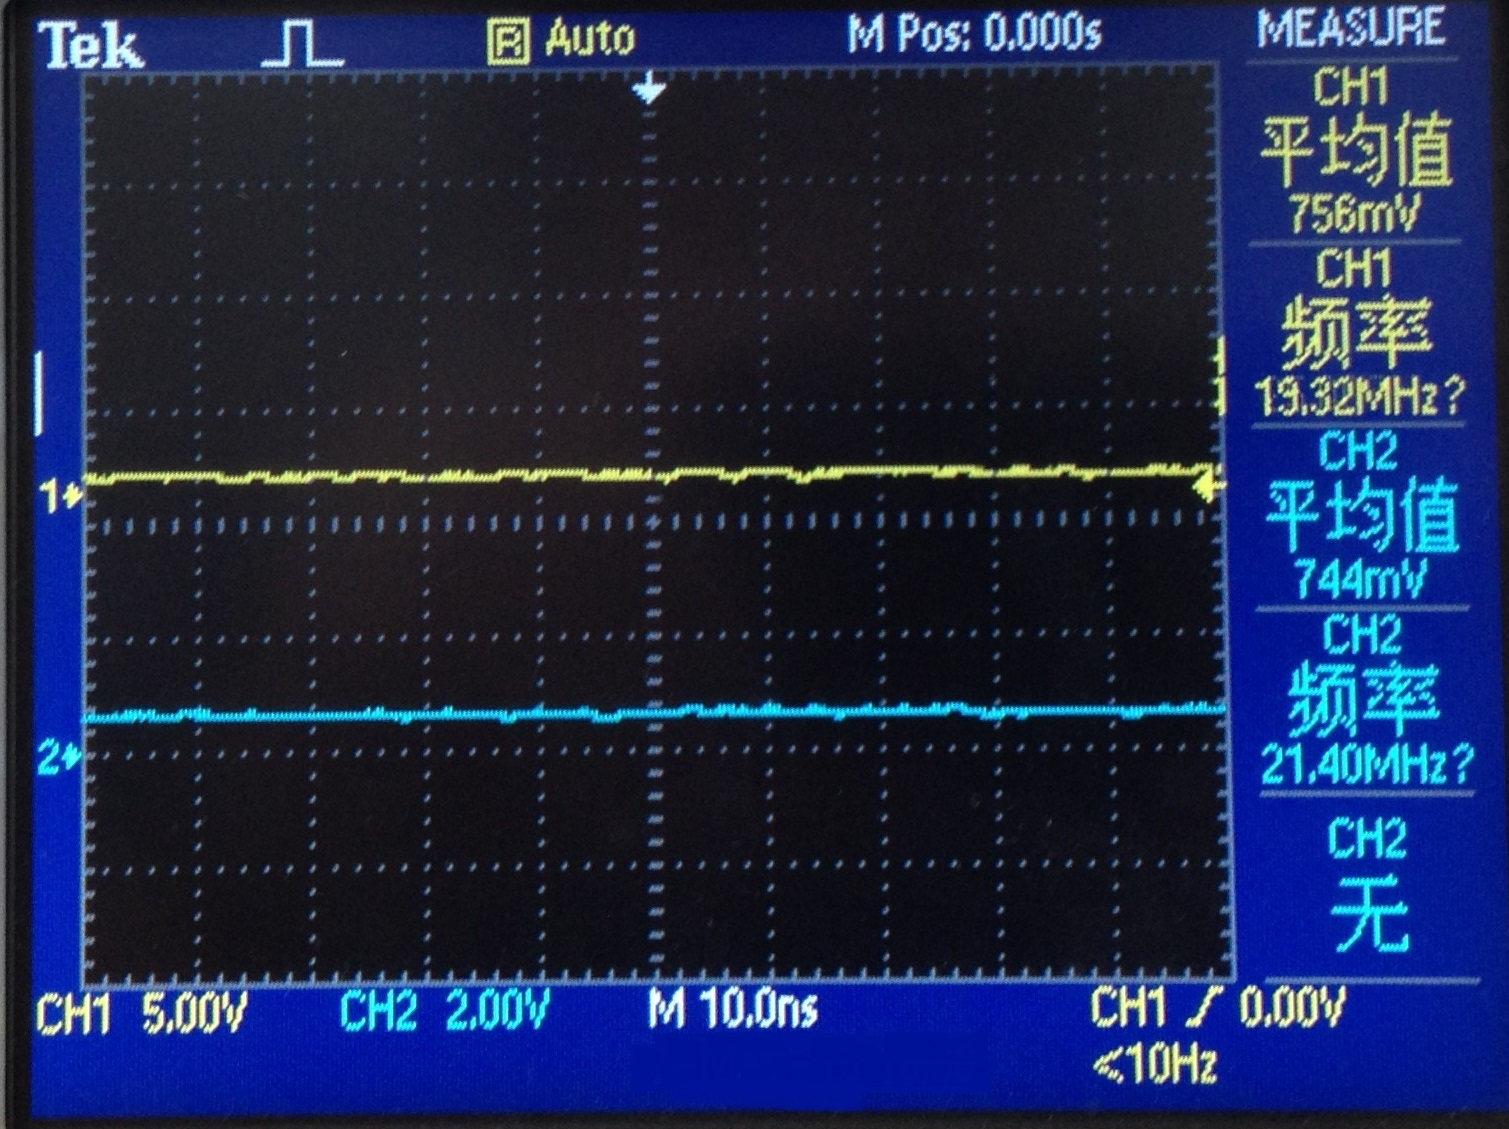 Tek R Auto M Pos: 0.000s MEASURE
CH1
平均值
756mV
CH1
频率
19.32MHz?
CH2
平均值
744mV
CH2
频率
21.40MHz?
CH2
无
1
2
CH1 5.00V CH2 2.00V M 10.0ns CH1 0.00V
<10Hz